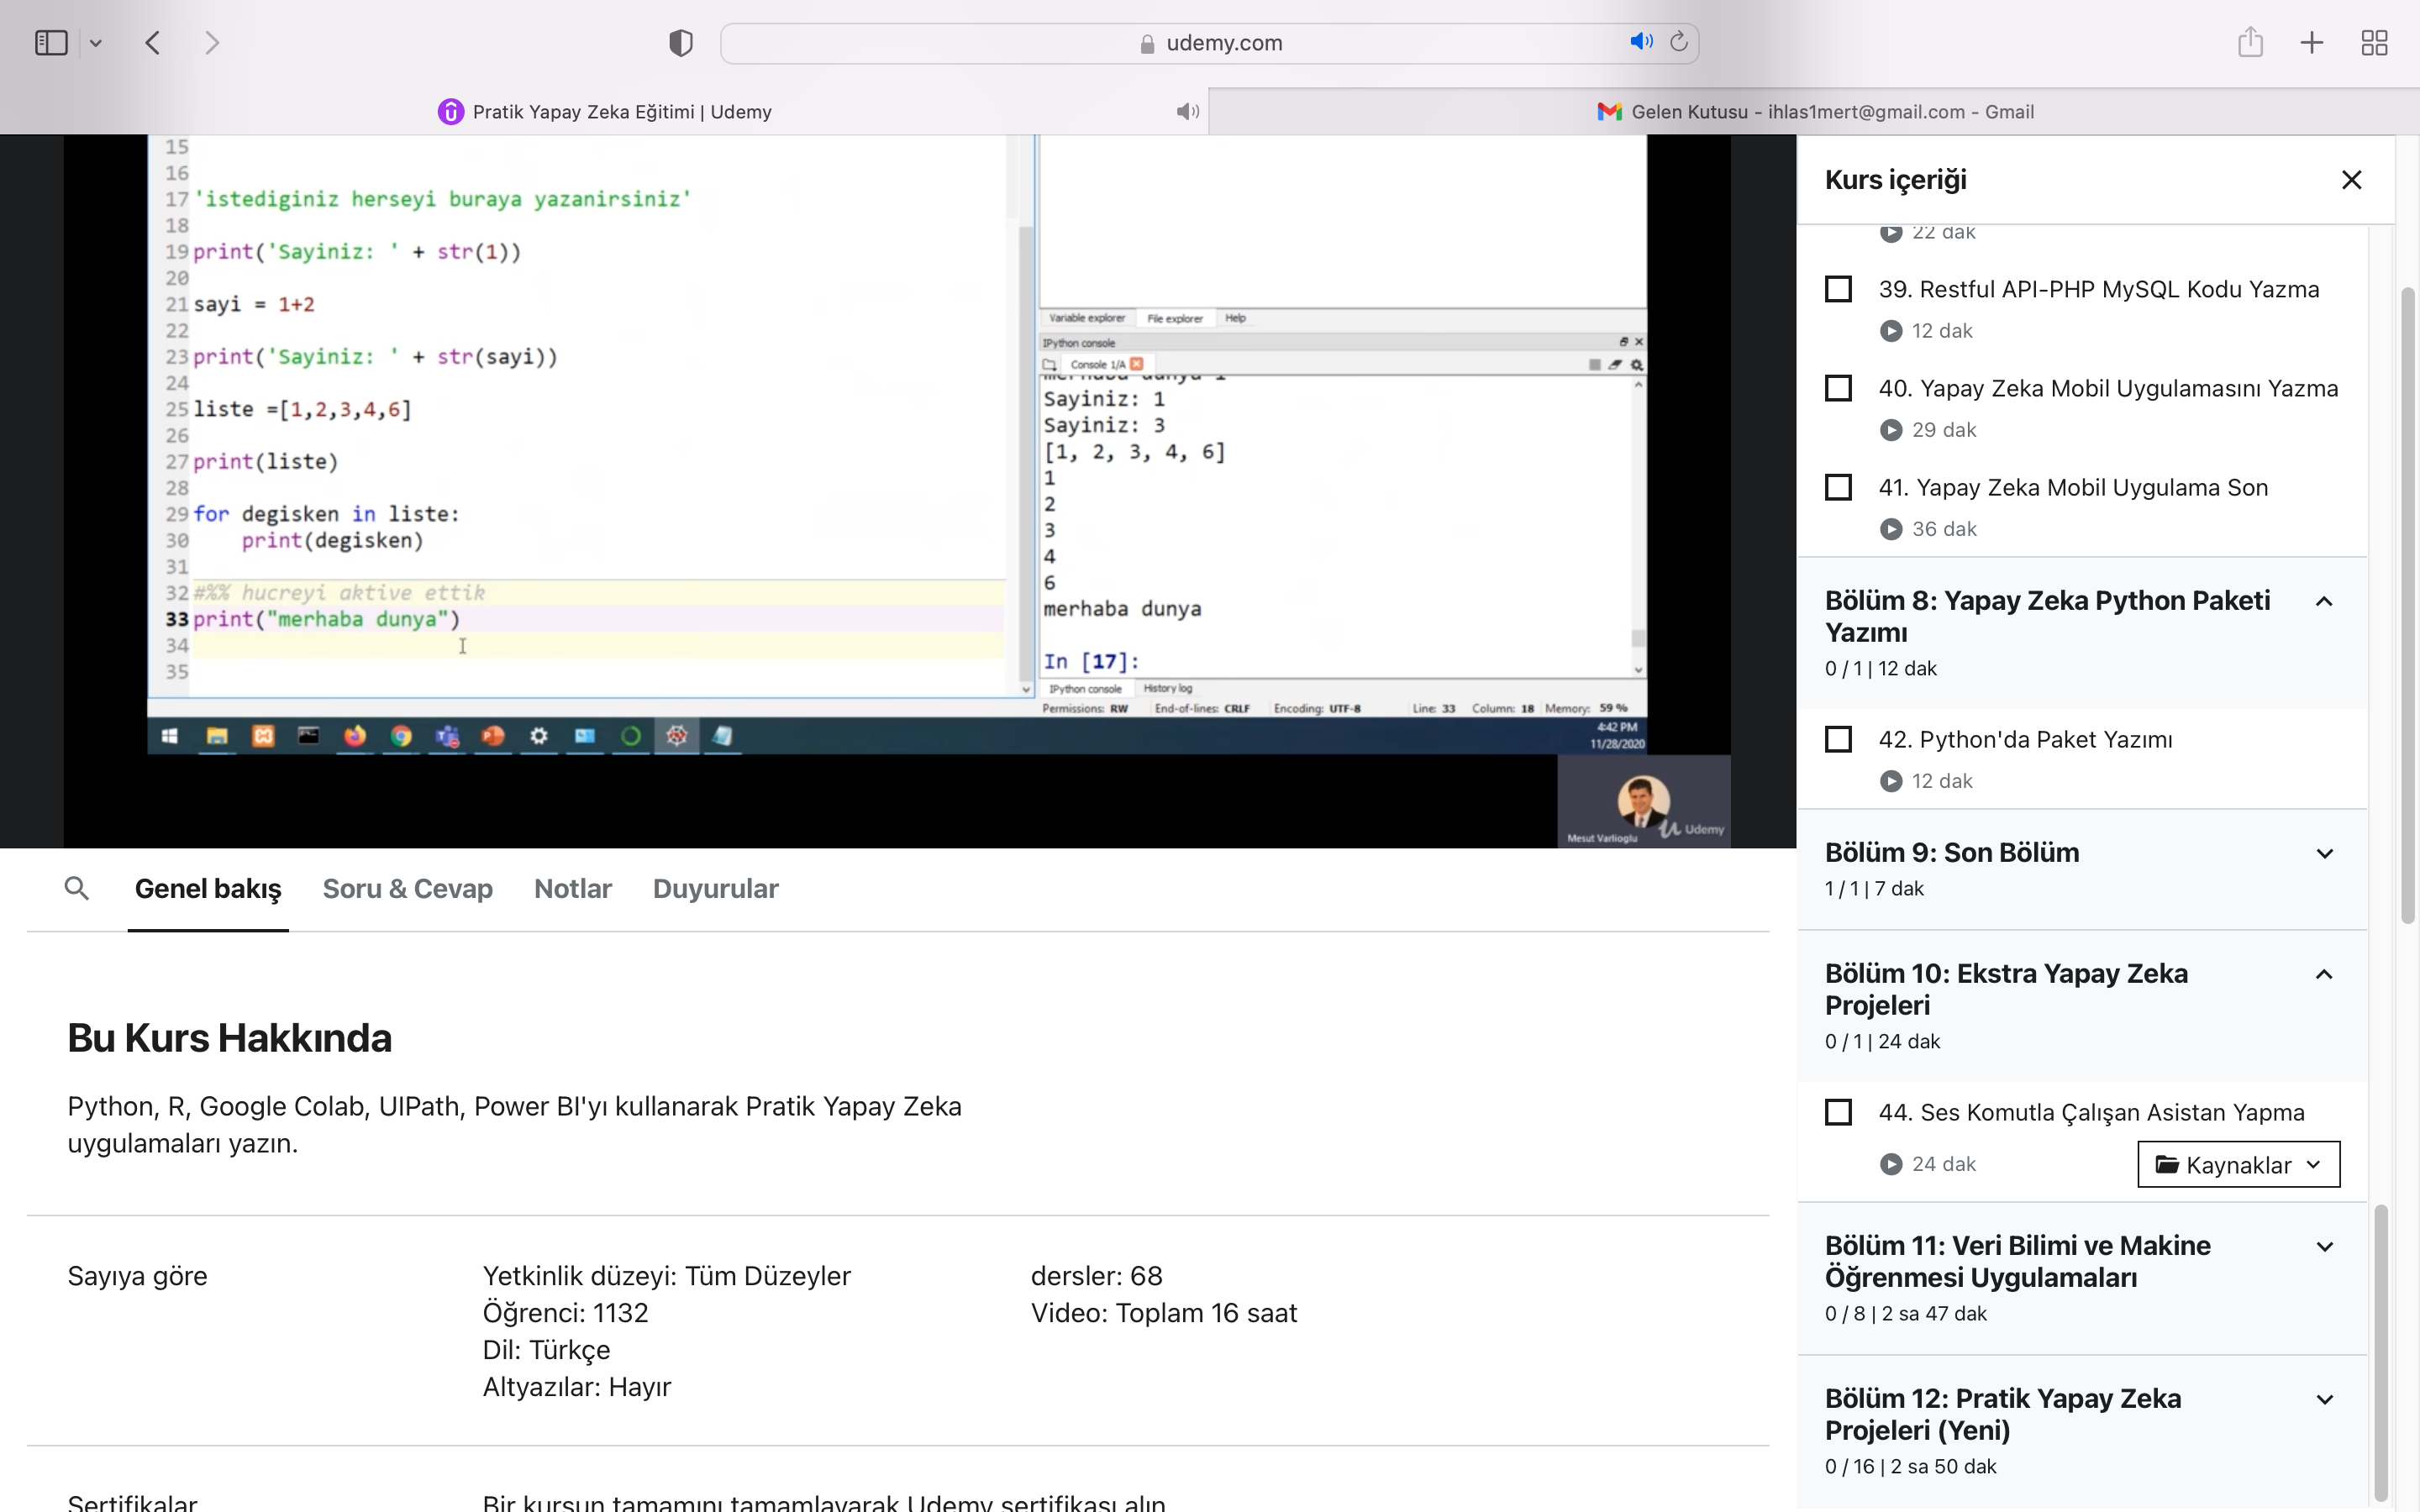 udemy.com
Pratik Yapay Zeka Eğitimi | Udemy
Gelen Kutusu - ihlas1mert@gmail.com - Gmail
15
16
17 'istediginiz herseyi buraya yazanirsiniz'
18
19 print('Sayiniz: ' + str(1))
20
21 sayi = 1+2
22
23 print('Sayiniz: ' + str(sayi))
24
25 liste =[1,2,3,4,6]
26
27 print(liste)
28
29 for degisken in liste:
30 print(degisken)
31
32 #%% hucreyi aktive ettik
33 print("merhaba dunya")
34
35
Variable explorer File explorer Help
IPython console
Console 1/A
merhaba dunya 1
Sayiniz: 1
Sayiniz: 3
[1, 2, 3, 4, 6]
1
2
3
4
6
merhaba dunya
In [17]:
IPython console History log
Permissions: RW End-of-lines: CRLF Encoding: UTF-8 Line: 33 Column: 18 Memory: 59 %
4:42 PM
11/28/2020
Mesut Varlioglu
Udemy
Genel bakış Soru & Cevap Notlar Duyurular
Bu Kurs Hakkında
Python, R, Google Colab, UIPath, Power BI'yı kullanarak Pratik Yapay Zeka
uygulamaları yazın.
Sayıya göre
Yetkinlik düzeyi: Tüm Düzeyler
Öğrenci: 1132
Dil: Türkçe
Altyazılar: Hayır
dersler: 68
Video: Toplam 16 saat
Sertifikalar
Bir kursun tamamını tamamlayarak Udemy sertifikası alın
Kurs içeriği
22 dak
39. Restful API-PHP MySQL Kodu Yazma
12 dak
40. Yapay Zeka Mobil Uygulamasını Yazma
29 dak
41. Yapay Zeka Mobil Uygulama Son
36 dak
Bölüm 8: Yapay Zeka Python Paketi
Yazımı
0 / 1 | 12 dak
42. Python'da Paket Yazımı
12 dak
Bölüm 9: Son Bölüm
1 / 1 | 7 dak
Bölüm 10: Ekstra Yapay Zeka
Projeleri
0 / 1 | 24 dak
44. Ses Komutla Çalışan Asistan Yapma
24 dak
Kaynaklar
Bölüm 11: Veri Bilimi ve Makine
Öğrenmesi Uygulamaları
0 / 8 | 2 sa 47 dak
Bölüm 12: Pratik Yapay Zeka
Projeleri (Yeni)
0 / 16 | 2 sa 50 dak